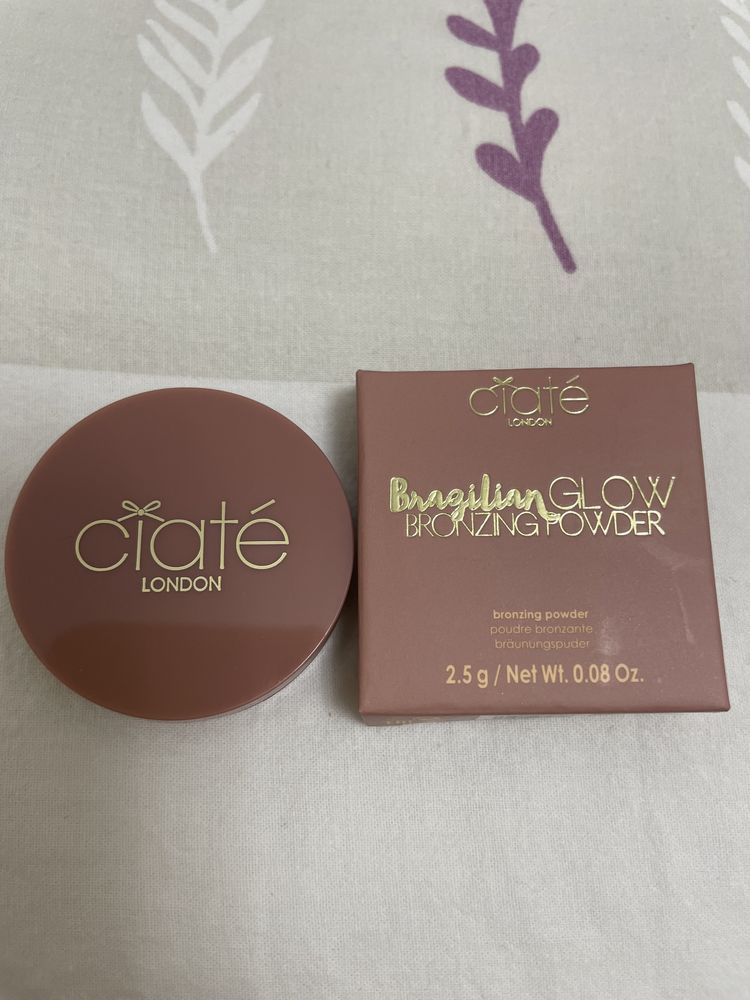 ciaté
LONDON
ciaté
LONDON
Brazilian GLOW
BRONZING POWDER
bronzing powder
poudre bronzante
bräunungspuder
2.5 g / Net Wt. 0.08 Oz.